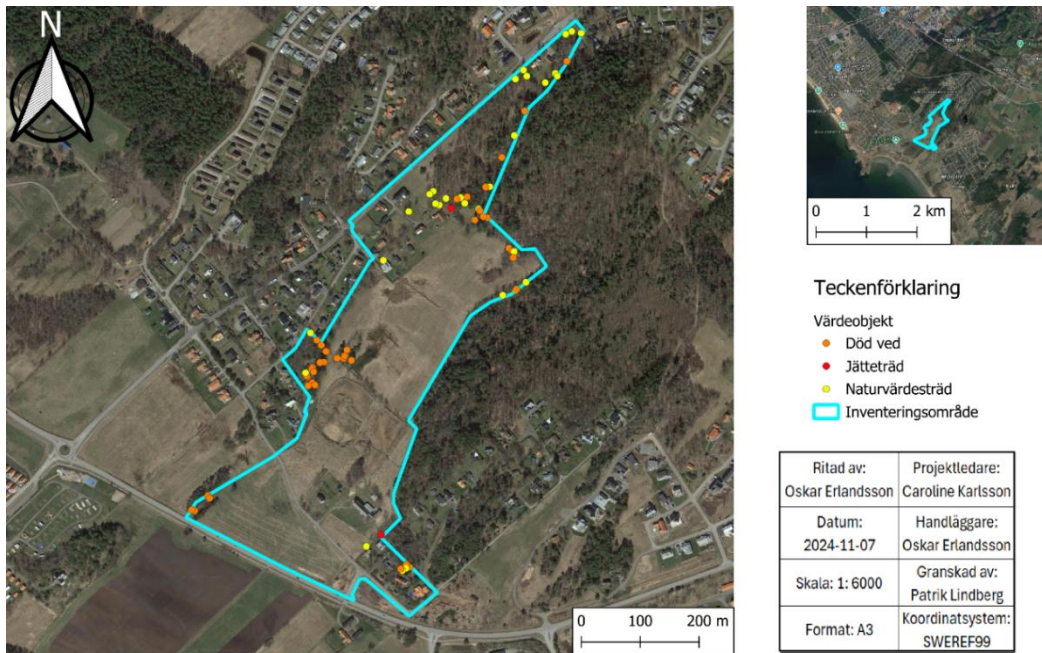 N
0 100 200 m
0 1 2 km
Teckenförklaring
Värdeobjekt
Död ved
Jätteträd
Naturvärdesträd
Inventeringsområde
Ritad av:
Oskar Erlandsson
Projektledare:
Caroline Karlsson
Datum:
2024-11-07
Handläggare:
Oskar Erlandsson
Skala: 1: 6000
Granskad av:
Patrik Lindberg
Format: A3
Koordinatsystem:
SWEREF99